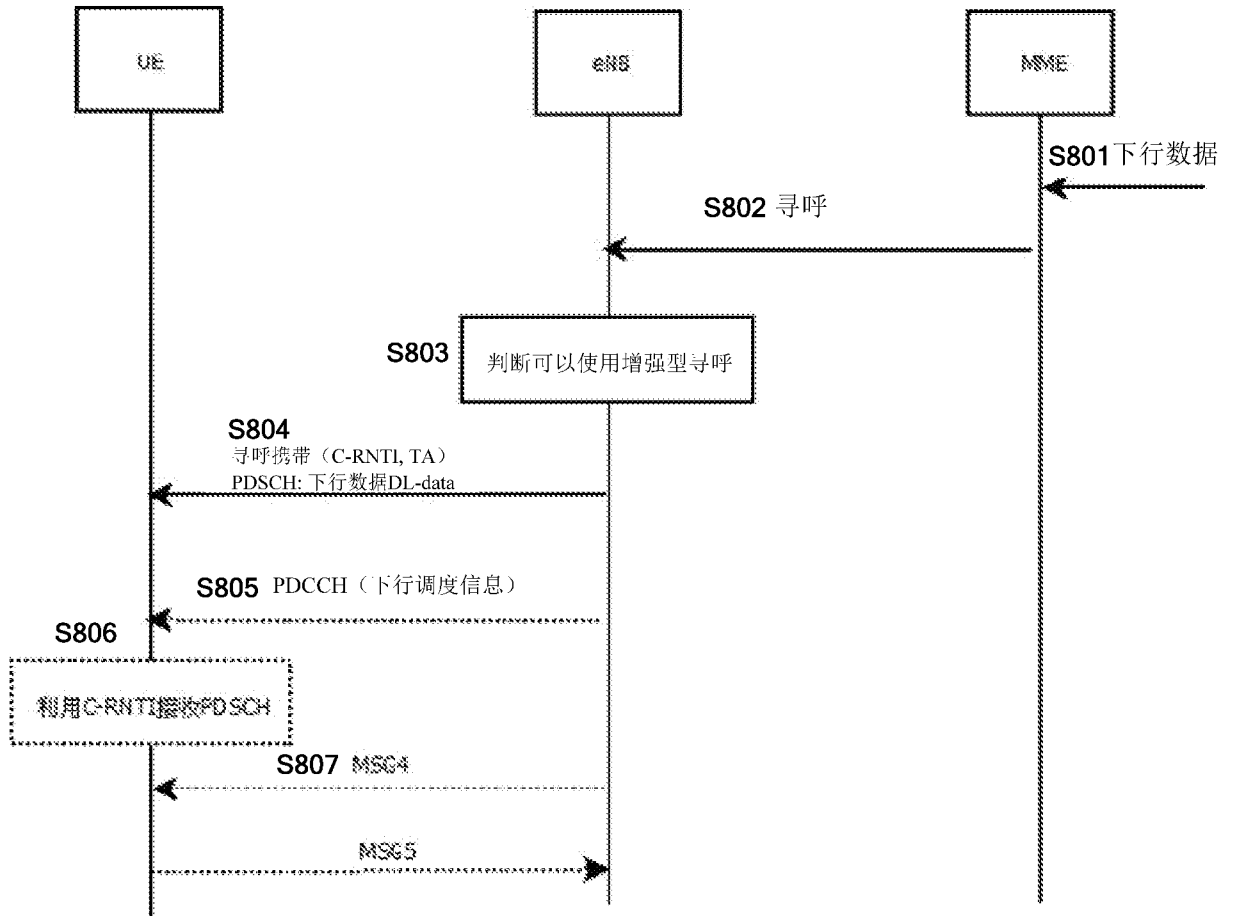 UE
eNB
MME
S801下行数据
S802 寻呼
S803
判断可以使用增强型寻呼
S804
寻呼携带（C-RNTI, TA）
PDSCH: 下行数据DL-data
S805 PDCCH（下行调度信息）
S806
利用C-RNTI接收PDSCH
S807 MSG4
MSG5